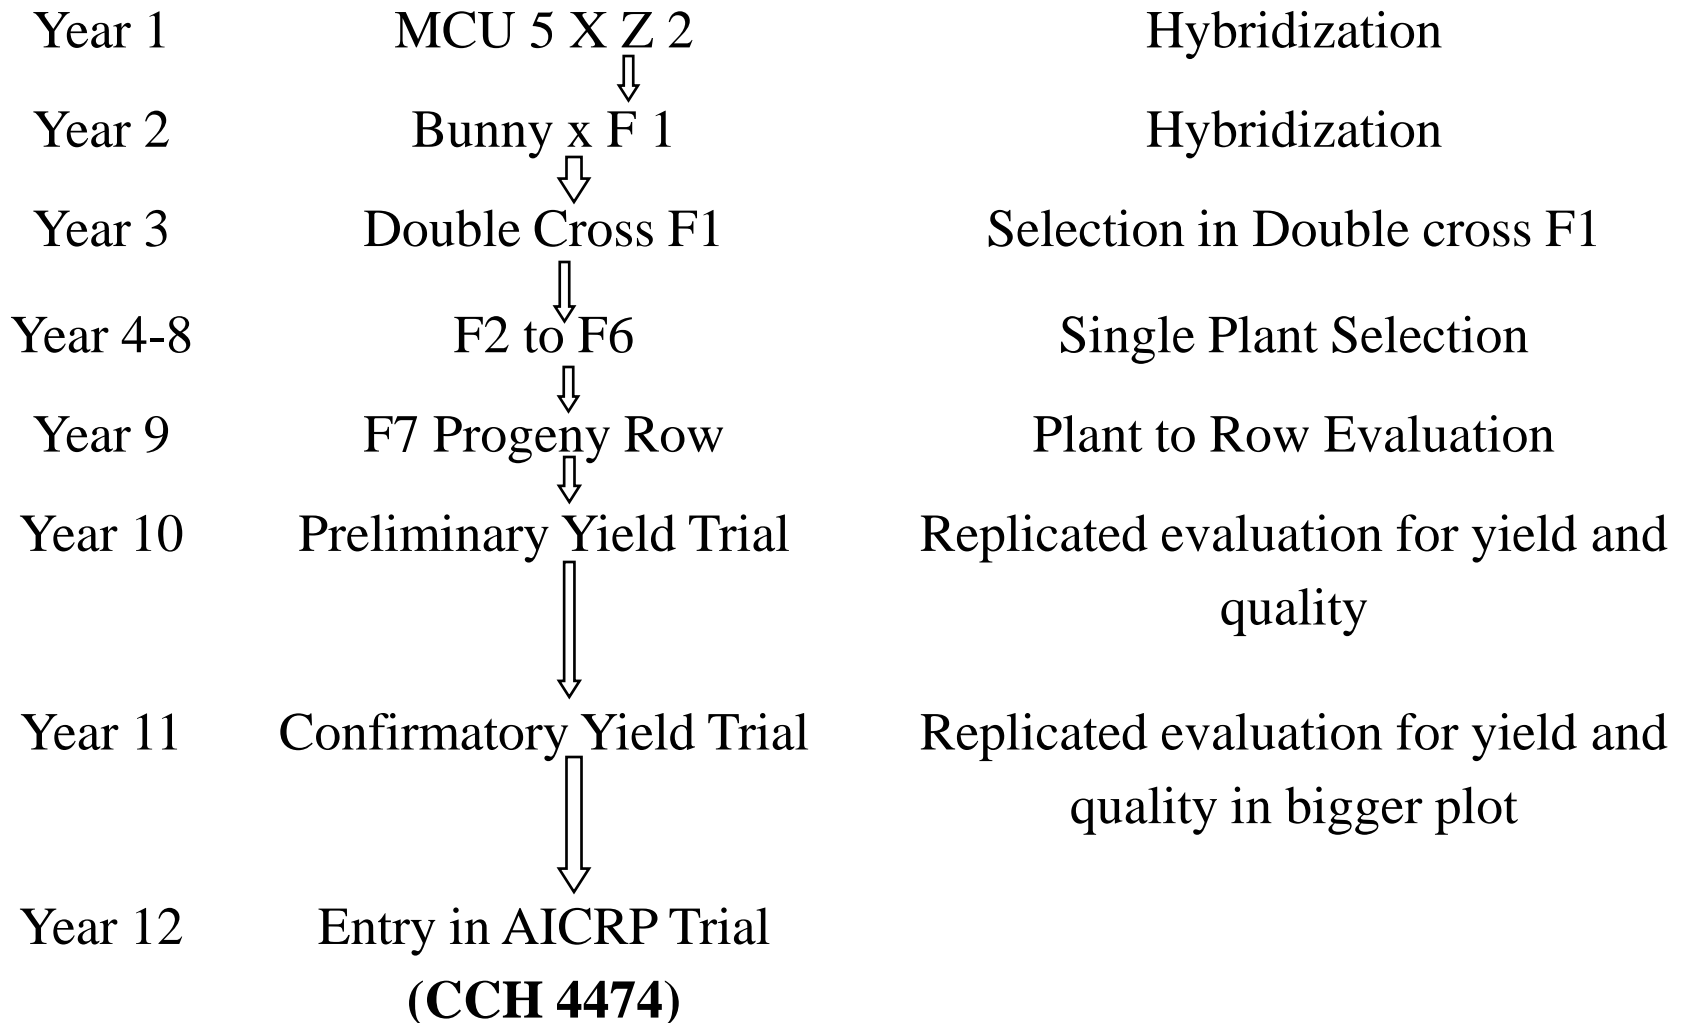 Year 1 MCU 5 X Z 2 Hybridization
Year 2 Bunny x F 1 Hybridization
Year 3 Double Cross F1 Selection in Double cross F1
Year 4-8 F2 to F6 Single Plant Selection
Year 9 F7 Progeny Row Plant to Row Evaluation
Year 10 Preliminary Yield Trial Replicated evaluation for yield and
quality
Year 11 Confirmatory Yield Trial Replicated evaluation for yield and
quality in bigger plot
Year 12 Entry in AICRP Trial
(CCH 4474)